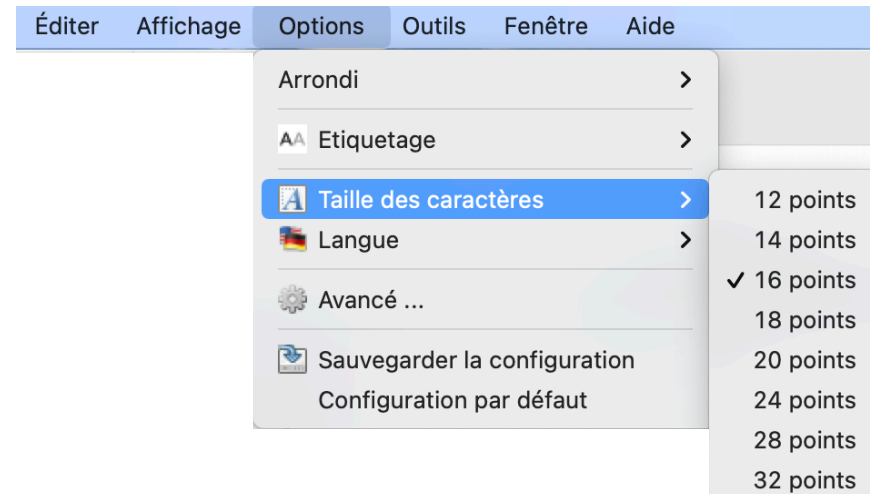 Éditer Affichage Options Outils Fenêtre Aide
Arrondi
AA Etiquetage
A Taille des caractères
Langue
Avancé ...
Sauvegarder la configuration
Configuration par défaut
12 points
14 points
16 points
18 points
20 points
24 points
28 points
32 points